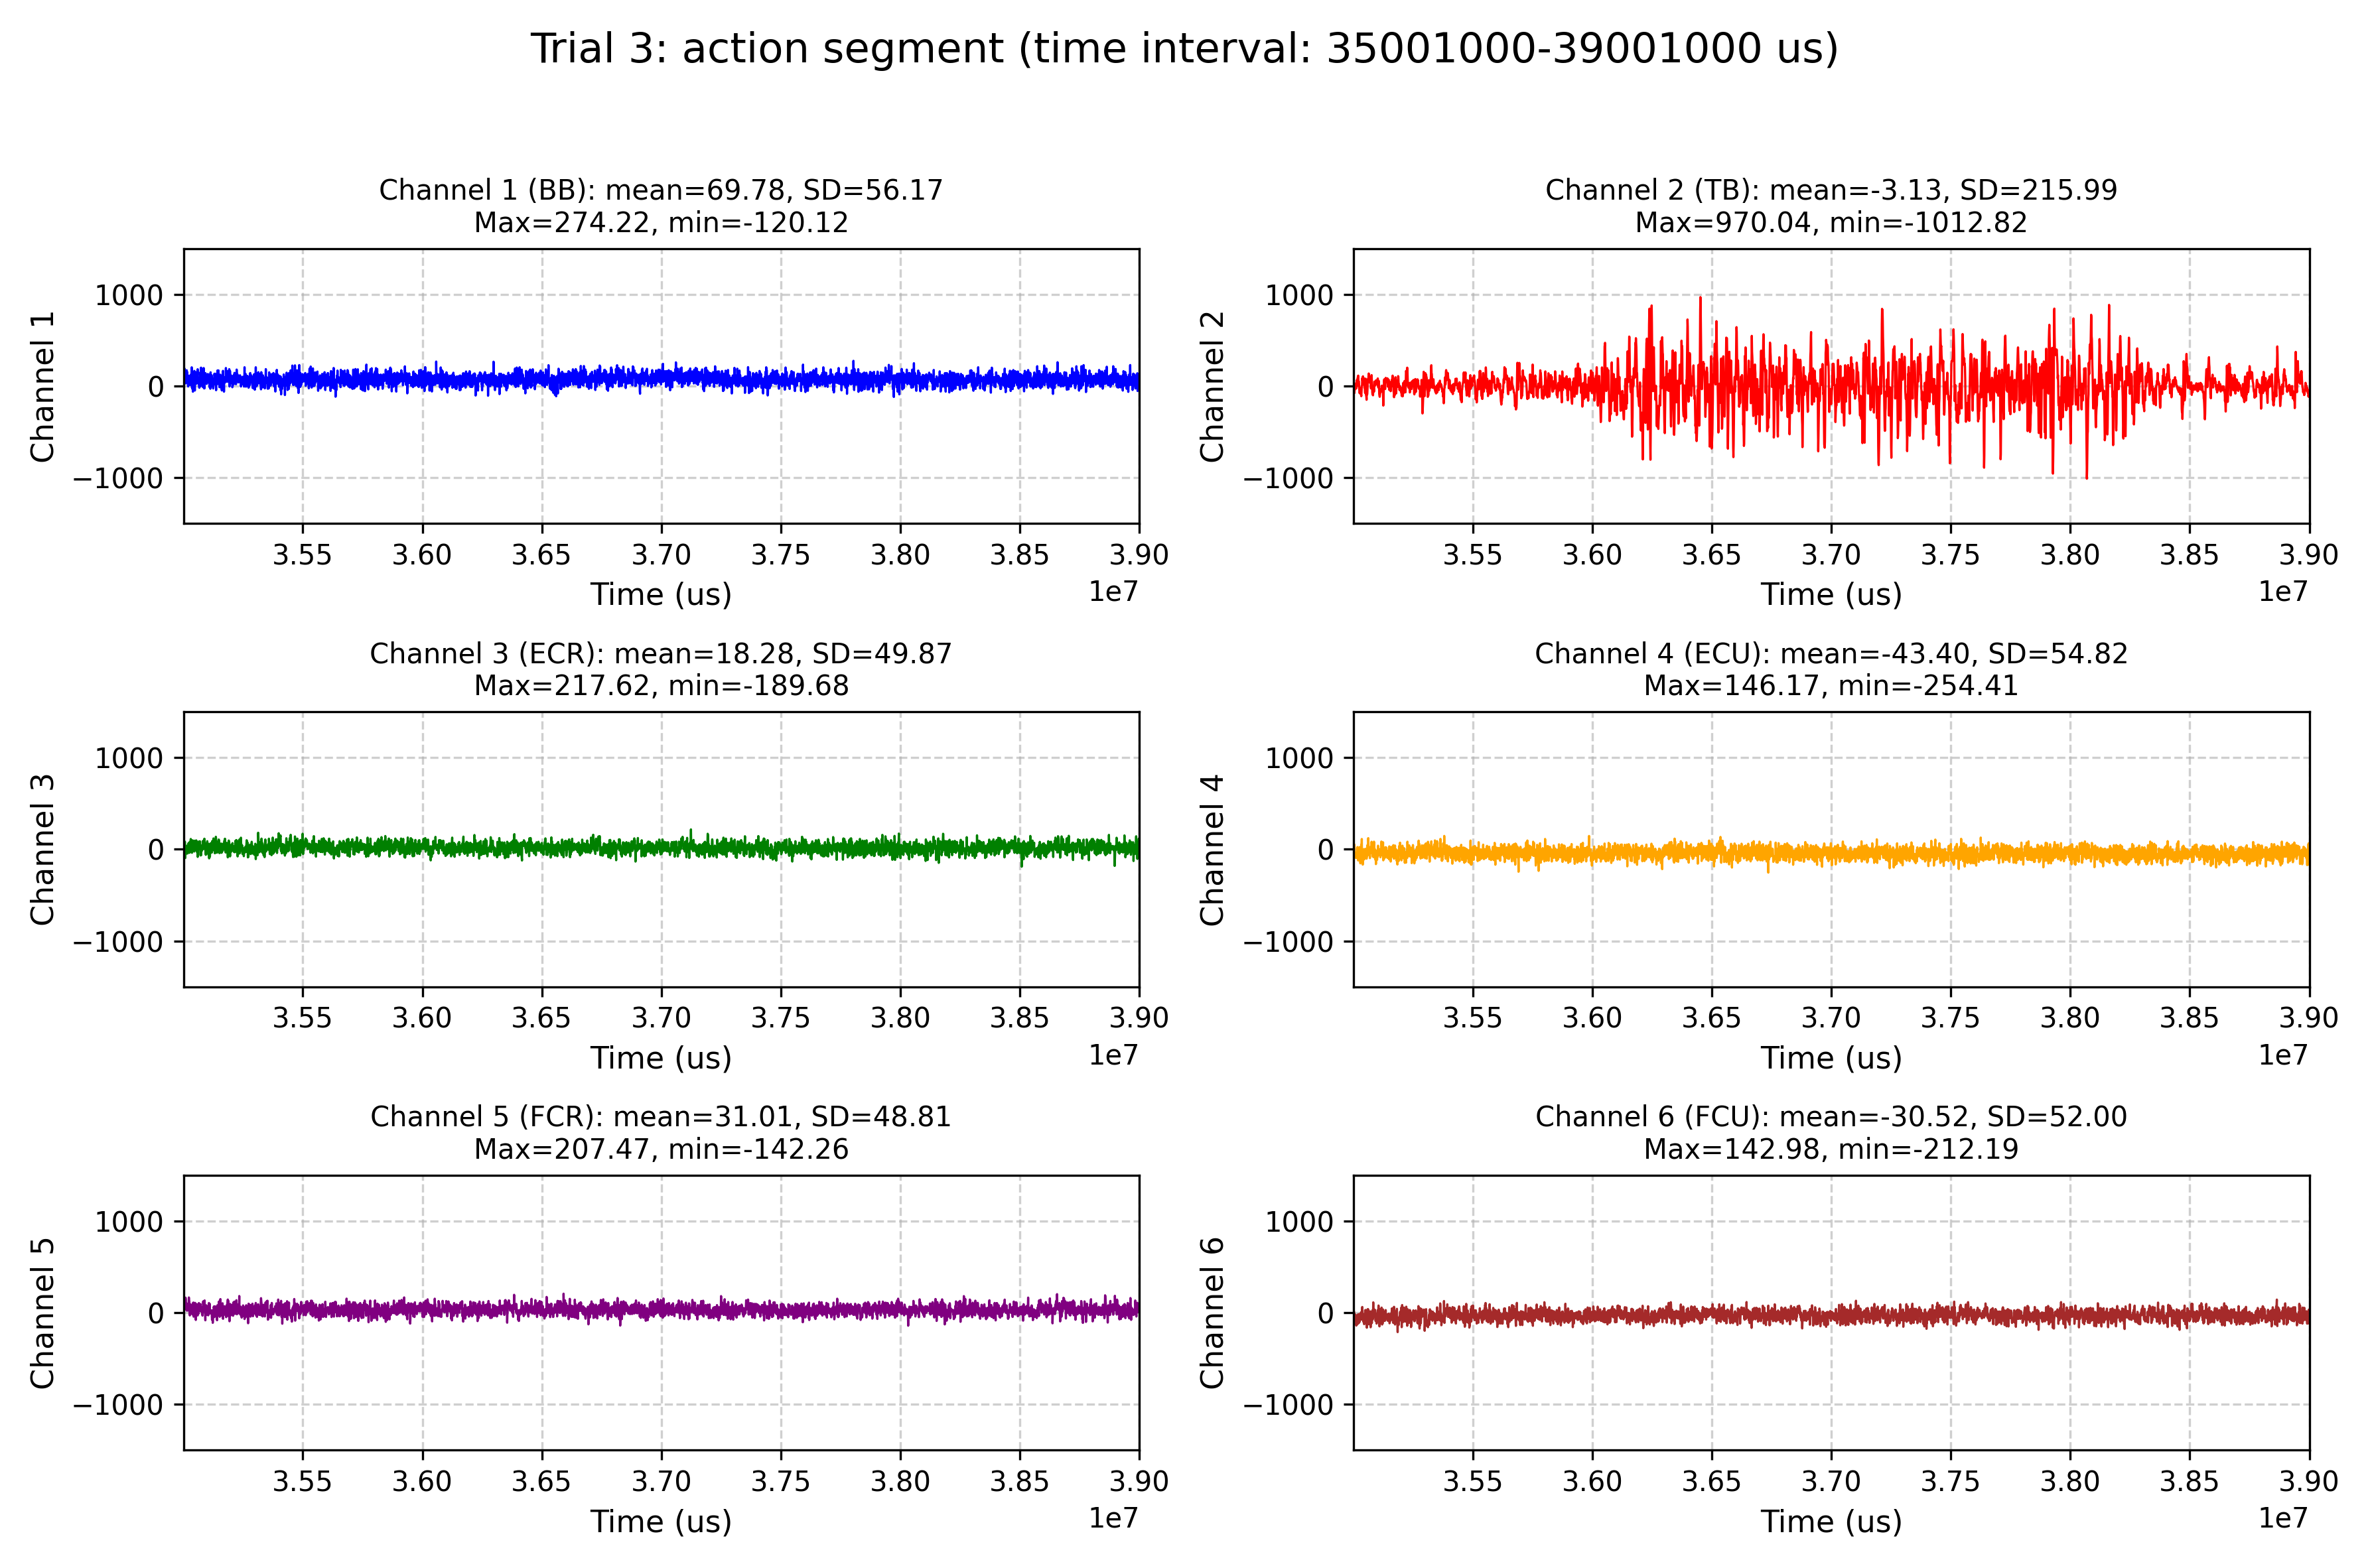 Trial 3: action segment (time interval: 35001000-39001000 us)
Channel 1 (BB): mean=69.78, SD=56.17
Max=274.22, min=-120.12
Channel 1
1000
0
−1000
3.55 3.60 3.65 3.70 3.75 3.80 3.85 3.90
Time (us)
1e7
Channel 2 (TB): mean=-3.13, SD=215.99
Max=970.04, min=-1012.82
Channel 2
1000
0
−1000
3.55 3.60 3.65 3.70 3.75 3.80 3.85 3.90
Time (us)
1e7
Channel 3 (ECR): mean=18.28, SD=49.87
Max=217.62, min=-189.68
Channel 3
1000
0
−1000
3.55 3.60 3.65 3.70 3.75 3.80 3.85 3.90
Time (us)
1e7
Channel 4 (ECU): mean=-43.40, SD=54.82
Max=146.17, min=-254.41
Channel 4
1000
0
−1000
3.55 3.60 3.65 3.70 3.75 3.80 3.85 3.90
Time (us)
1e7
Channel 5 (FCR): mean=31.01, SD=48.81
Max=207.47, min=-142.26
Channel 5
1000
0
−1000
3.55 3.60 3.65 3.70 3.75 3.80 3.85 3.90
Time (us)
1e7
Channel 6 (FCU): mean=-30.52, SD=52.00
Max=142.98, min=-212.19
Channel 6
1000
0
−1000
3.55 3.60 3.65 3.70 3.75 3.80 3.85 3.90
Time (us)
1e7